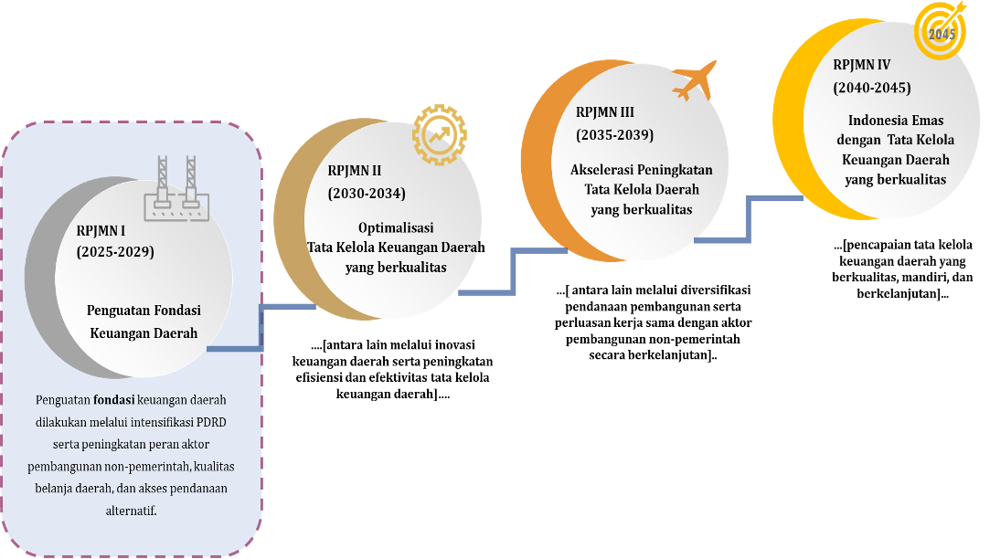 RPJMN I
(2025-2029)
Penguatan Fondasi
Keuangan Daerah
Penguatan fondasi keuangan daerah
dilakukan melalui intensifikasi PDRD
serta peningkatan peran aktor
pembangunan non-pemerintah, kualitas
belanja daerah, dan akses pendanaan
alternatif.
RPJMN II
(2030-2034)
Optimalisasi
Tata Kelola Keuangan Daerah
yang berkualitas
....[antara lain melalui inovasi
keuangan daerah serta peningkatan
efisiensi dan efektivitas tata kelola
keuangan daerah]....
RPJMN III
(2035-2039)
Akselerasi Peningkatan
Tata Kelola Daerah
yang berkualitas
...[ antara lain melalui diversifikasi
pendanaan pembangunan serta
perluasan kerja sama dengan aktor
pembangunan non-pemerintah
secara berkelanjutan]..
2045
RPJMN IV
(2040-2045)
Indonesia Emas
dengan Tata Kelola
Keuangan Daerah
yang berkualitas
...[pencapaian tata kelola
keuangan daerah yang
berkualitas, mandiri, dan
berkelanjutan]...